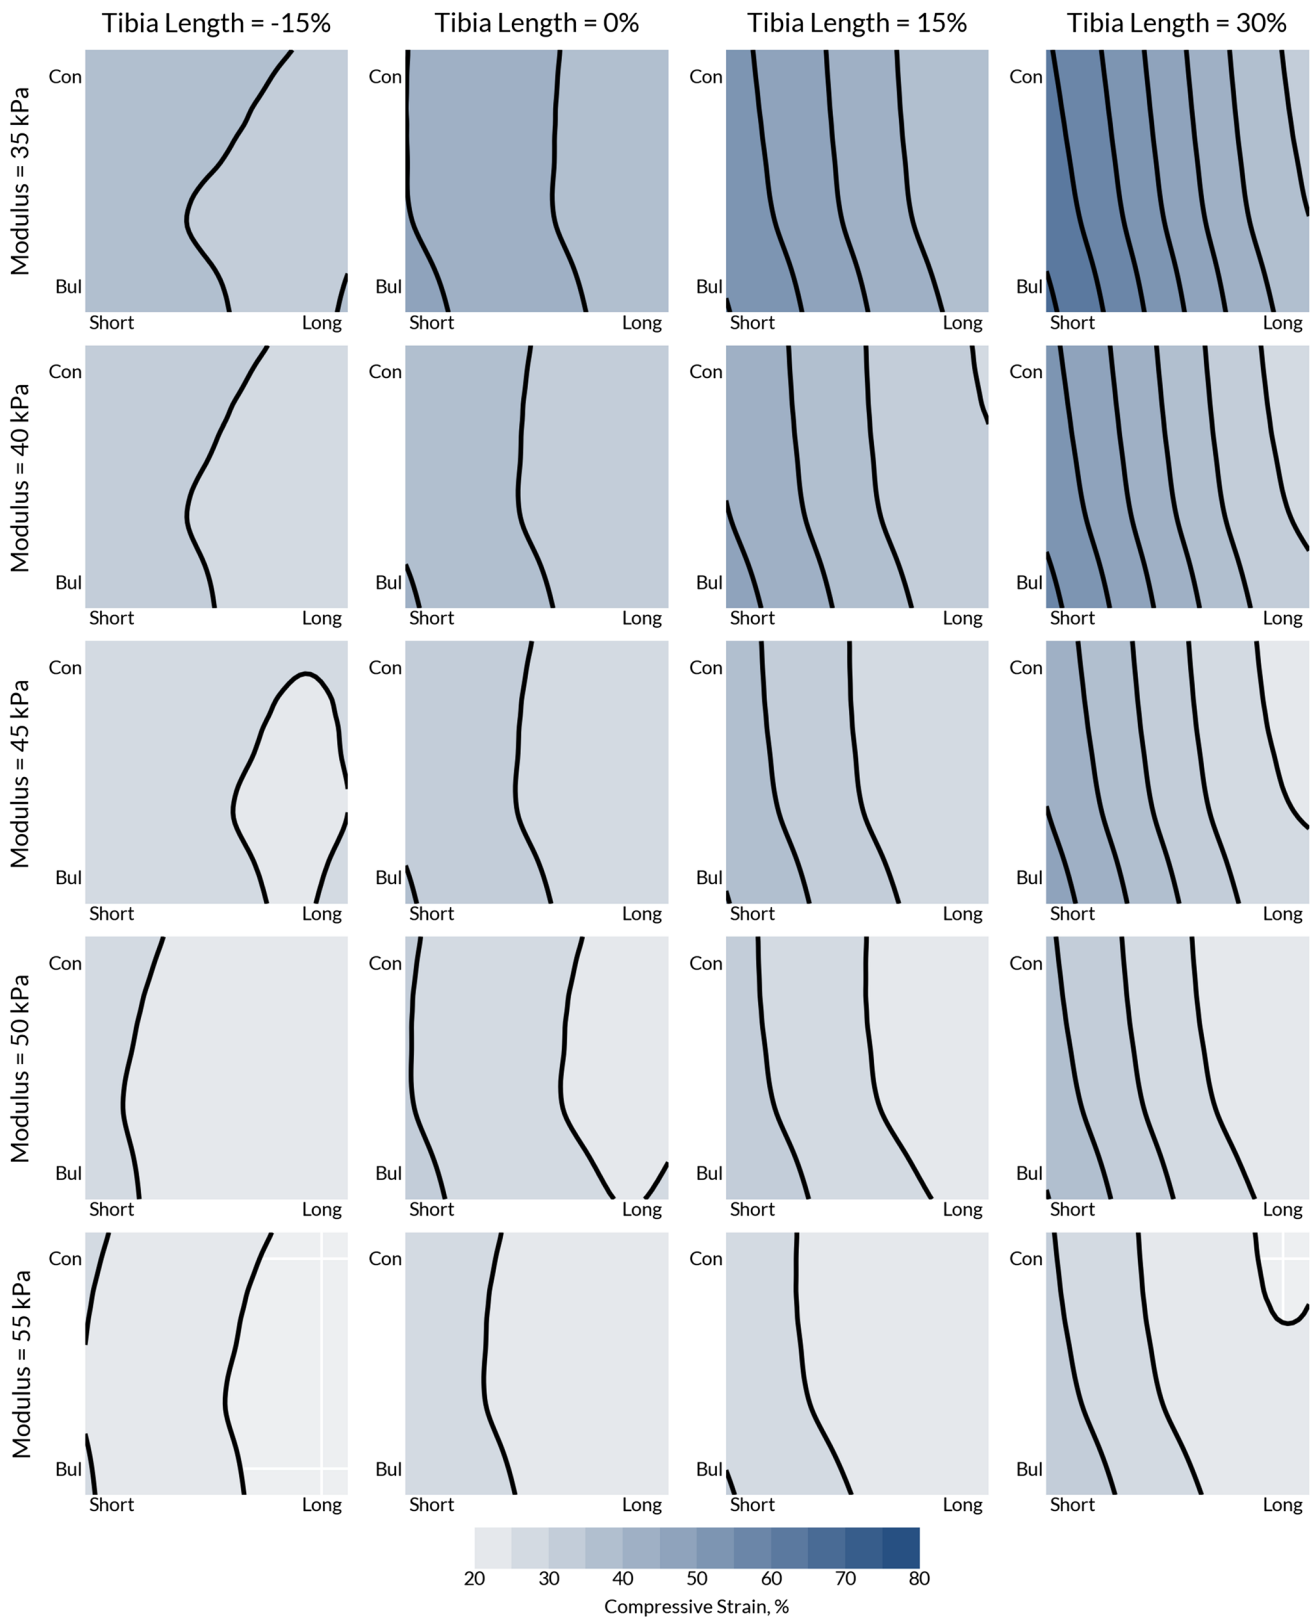 Tibia Length = -15% Tibia Length = 0% Tibia Length = 15% Tibia Length = 30%
Modulus = 35 kPa
Con Con Con Con
Bul Bul Bul Bul
Short Long Short Long Short Long Short Long
Modulus = 40 kPa
Con Con Con Con
Bul Bul Bul Bul
Short Long Short Long Short Long Short Long
Modulus = 45 kPa
Con Con Con Con
Bul Bul Bul Bul
Short Long Short Long Short Long Short Long
Modulus = 50 kPa
Con Con Con Con
Bul Bul Bul Bul
Short Long Short Long Short Long Short Long
Modulus = 55 kPa
Con Con Con Con
Bul Bul Bul Bul
Short Long Short Long Short Long Short Long
20 30 40 50 60 70 80
Compressive Strain, %